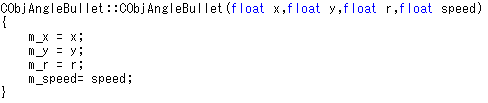 CObjAngleBullet::CObjAngleBullet(float x,float y,float r,float speed)
{
    m_x = x;
    m_y = y;
    m_r = r;
    m_speed= speed;
}